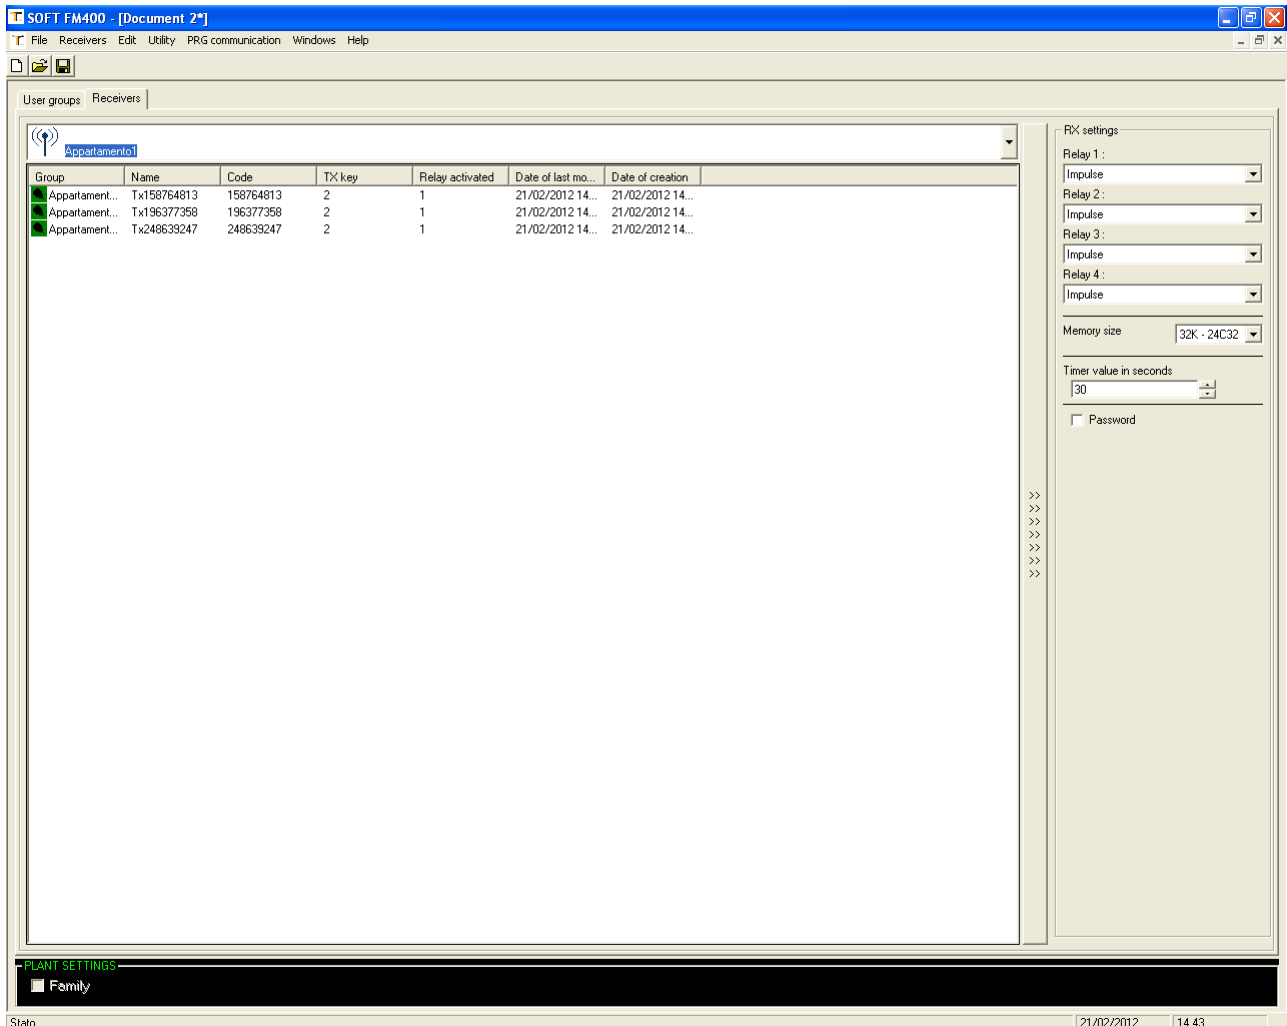 SOFT FM400 - [Document 2*]
File Receivers Edit Utility PRG communication Windows Help
User groups Receivers
Appartamento1
Group Name Code TX key Relay activated Date of last mo... Date of creation
Appartament... Tx158764813 158764813 2 1 21/02/2012 14... 21/02/2012 14...
Appartament... Tx196377358 196377358 2 1 21/02/2012 14... 21/02/2012 14...
Appartament... Tx248639247 248639247 2 1 21/02/2012 14... 21/02/2012 14...
>>
>>
>>
>>
>>
>>
>>
RX settings
Relay 1 :
Impulse
Relay 2 :
Impulse
Relay 3 :
Impulse
Relay 4 :
Impulse
Memory size 32K - 24C32
Timer value in seconds
30
Password
PLANT SETTINGS
Family
Stato 21/02/2012 14.43